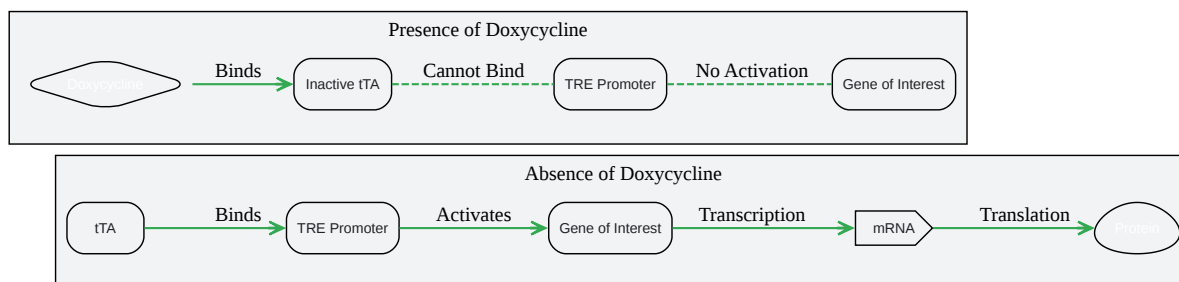 Presence of Doxycycline
Doxycycline
Binds
Inactive tTA
Cannot Bind
TRE Promoter
No Activation
Gene of Interest
Absence of Doxycycline
tTA
Binds
TRE Promoter
Activates
Gene of Interest
Transcription
mRNA
Translation
Protein